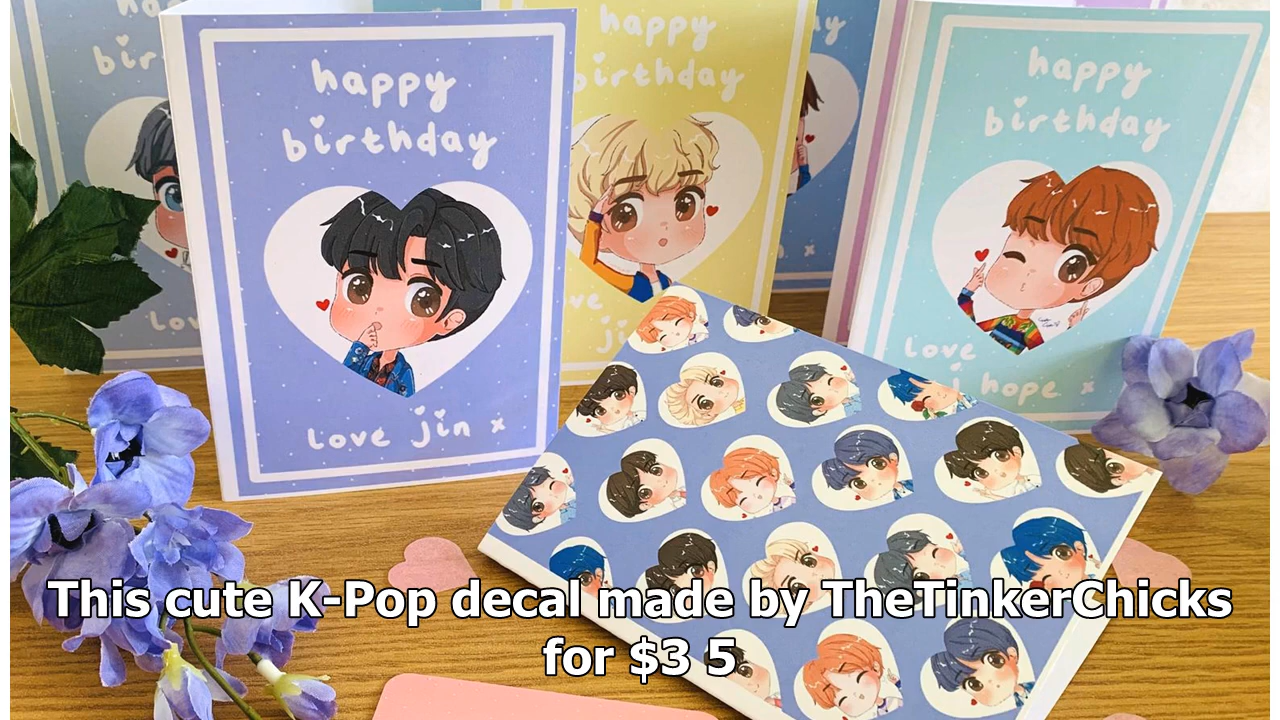 happy
birthday
love jin x
happy
birthday
happy
birthday
love
hope x
This cute K-Pop decal made by TheTinkerChicks
for $3 5